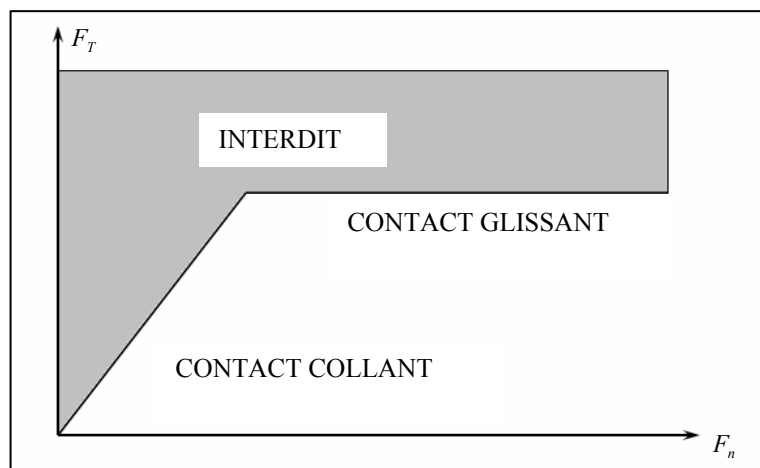 F_T
INTERDIT
CONTACT GLISSANT
CONTACT COLLANT
F_n